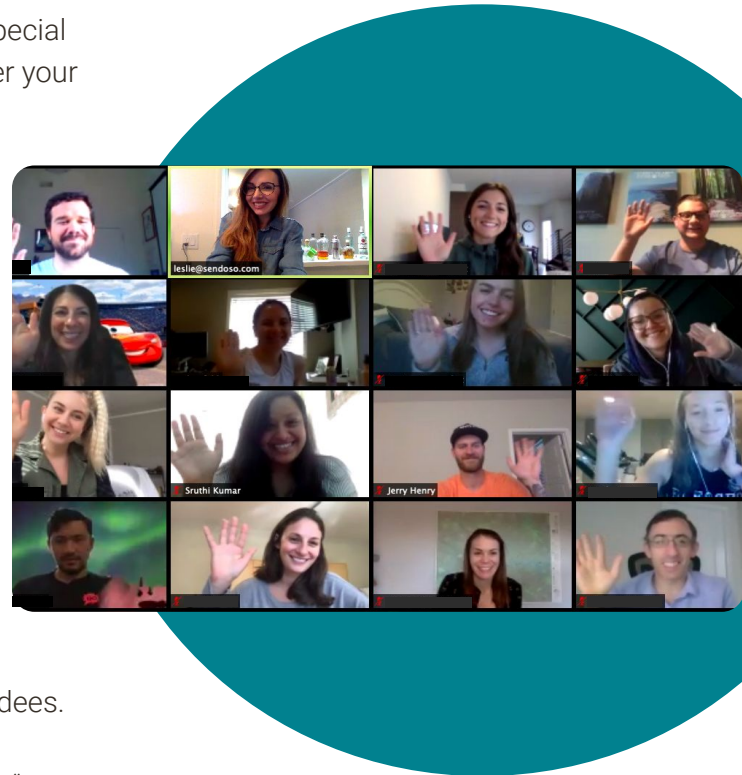 pecial
er your
leslie@sendoso.com
Sruthi Kumar
Jerry Henry
dees.